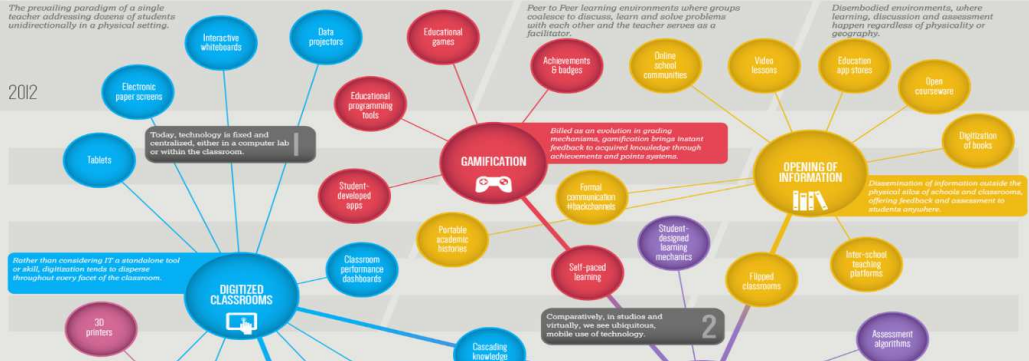 The prevailing paradigm of a single
teacher addressing dozens of students
unidirectionally in a physical setting.
Peer to Peer learning environments where groups
coalesce to discuss, learn and solve problems
with each other and the teacher serves as a
facilitator.
Disembodied environments, where
learning, discussion and assessment
happen regardless of physicality or
geography.
Interactive
whiteboards
Data
projectors
Educational
games
Achievements
& badges
Online
school
communities
Video
lessons
Education
app stores
Open
courseware
2012
Electronic
paper screens
Educational
programming
tools
Digitization
of books
Today, technology is fixed and
centralized, either in a computer lab
or within the classroom.
1
Tablets
GAMIFICATION
Billed as an evolution in grading
mechanisms, gamification brings instant
feedback to acquired knowledge through
achievements and points systems.
OPENING OF
INFORMATION
Dissemination of information outside the
physical silos of schools and classrooms,
offering feedback and assessment to
students anywhere.
Student-
developed
apps
Formal
communication
#backchannels
Portable
academic
histories
Student-
designed
learning
mechanics
Inter-school
teaching
platforms
Rather than considering IT a standalone tool
or skill, digitization tends to disperse
throughout every facet of the classroom.
Classroom
performance
dashboards
Self-paced
learning
Flipped
classrooms
DIGITIZED
CLASSROOMS
3D
printers
Comparatively, in studios and
virtually, we see ubiquitous,
mobile use of technology.
2
Assessment
algorithms
Cascading
knowledge